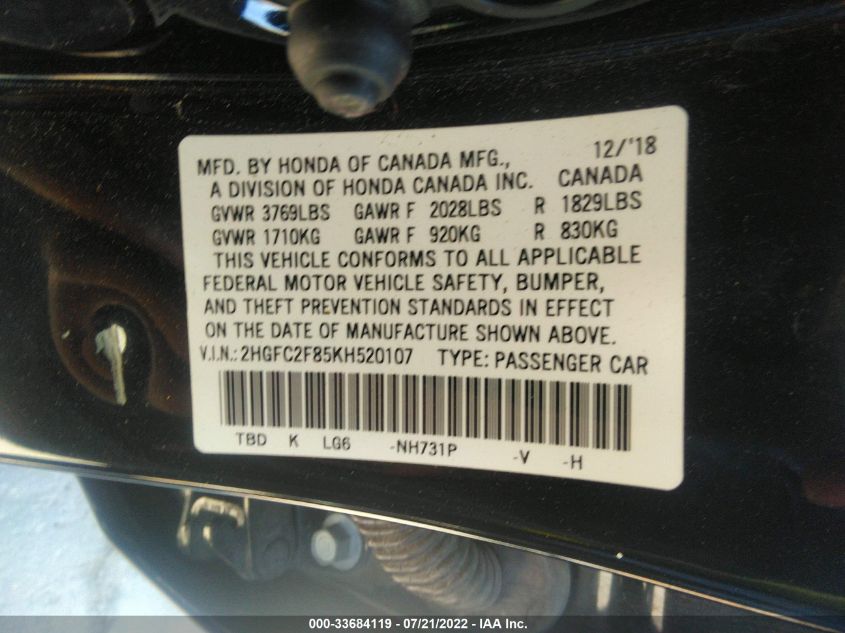 MFD. BY HONDA OF CANADA MFG., 12/'18
A DIVISION OF HONDA CANADA INC. CANADA
GVWR 3769LBS GAWR F 2028LBS R 1829LBS
GVWR 1710KG GAWR F 920KG R 830KG
THIS VEHICLE CONFORMS TO ALL APPLICABLE
FEDERAL MOTOR VEHICLE SAFETY, BUMPER,
AND THEFT PREVENTION STANDARDS IN EFFECT
ON THE DATE OF MANUFACTURE SHOWN ABOVE.
V.I.N.: 2HGFC2F85KH520107 TYPE: PASSENGER CAR
TBD K LG6 -NH731P -V -H
000-33684119 / 07/21/2022 - IAA Inc.